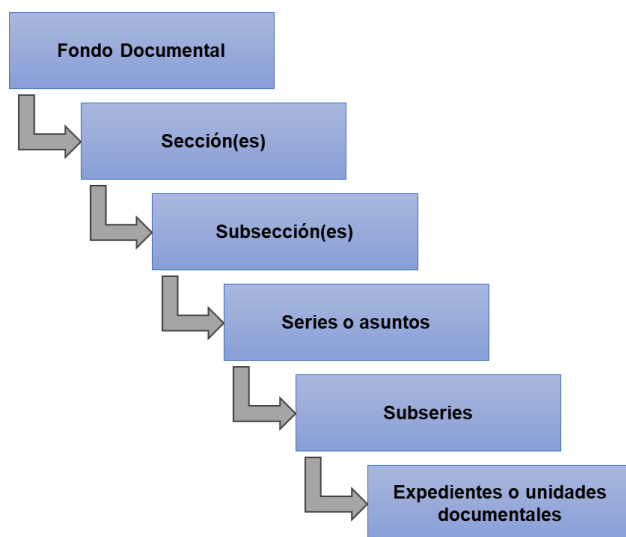 Fondo Documental
Sección(es)
Subsección(es)
Series o asuntos
Subseries
Expedientes o unidades
documentales